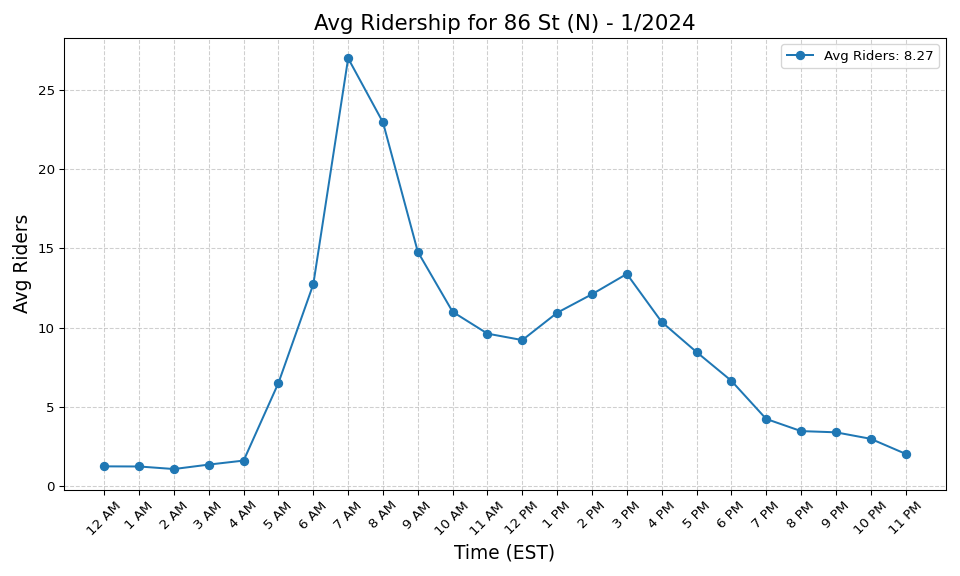 Avg Ridership for 86 St (N) - 1/2024
Avg Riders: 8.27
Avg Riders
25
20
15
10
5
0
12 AM
1 AM
2 AM
3 AM
4 AM
5 AM
6 AM
7 AM
8 AM
9 AM
10 AM
11 AM
12 PM
1 PM
2 PM
3 PM
4 PM
5 PM
6 PM
7 PM
8 PM
9 PM
10 PM
11 PM
Time (EST)